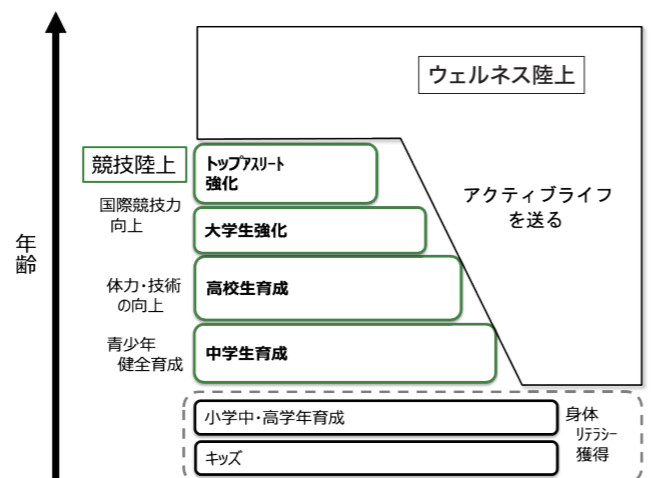 ウェルネス陸上
競技陸上
トップアスリート
強化
国際競技力
向上
アクティブライフ
を送る
大学生強化
年齢
体力・技術
の向上
高校生育成
青少年
健全育成
中学生育成
小学中・高学年育成
身体
リテラシー
獲得
キッズ